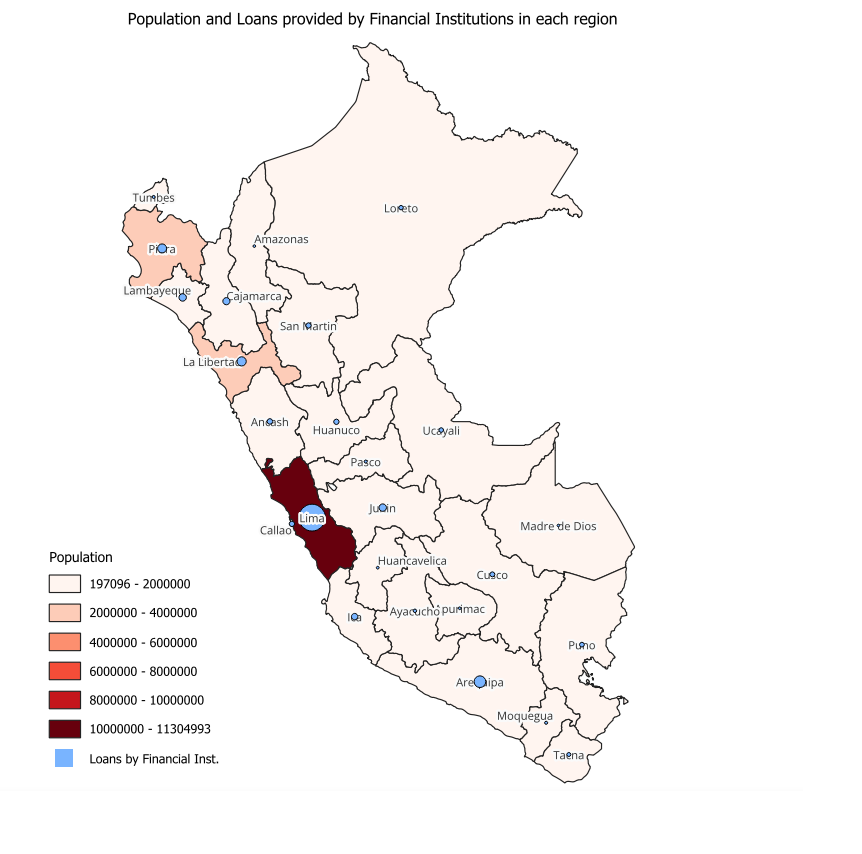 Population and Loans provided by Financial Institutions in each region
Tumbes
Loreto
Piura
Amazonas
Lambayeque
Cajamarca
San Martin
La Libertad
Ancash
Huanuco
Ucayali
Pasco
Junin
Lima
Callao
Madre de Dios
Huancavelica
Cusco
Ayacucho
Apurimac
Ica
Puno
Arequipa
Moquegua
Tacna
Population
197096 - 2000000
2000000 - 4000000
4000000 - 6000000
6000000 - 8000000
8000000 - 10000000
10000000 - 11304993
Loans by Financial Inst.